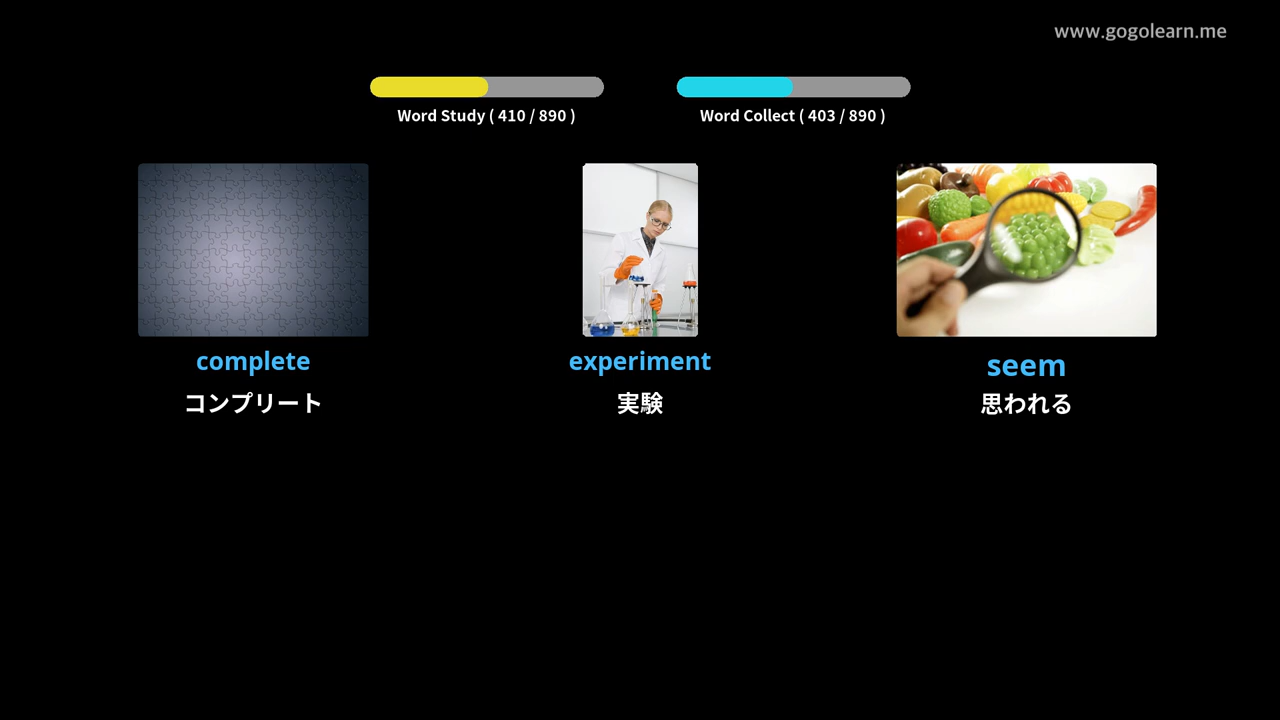 www.gogolearn.me
Word Study ( 410 / 890 )
Word Collect ( 403 / 890 )
complete
experiment
seem
コンプリート
実験
思われる